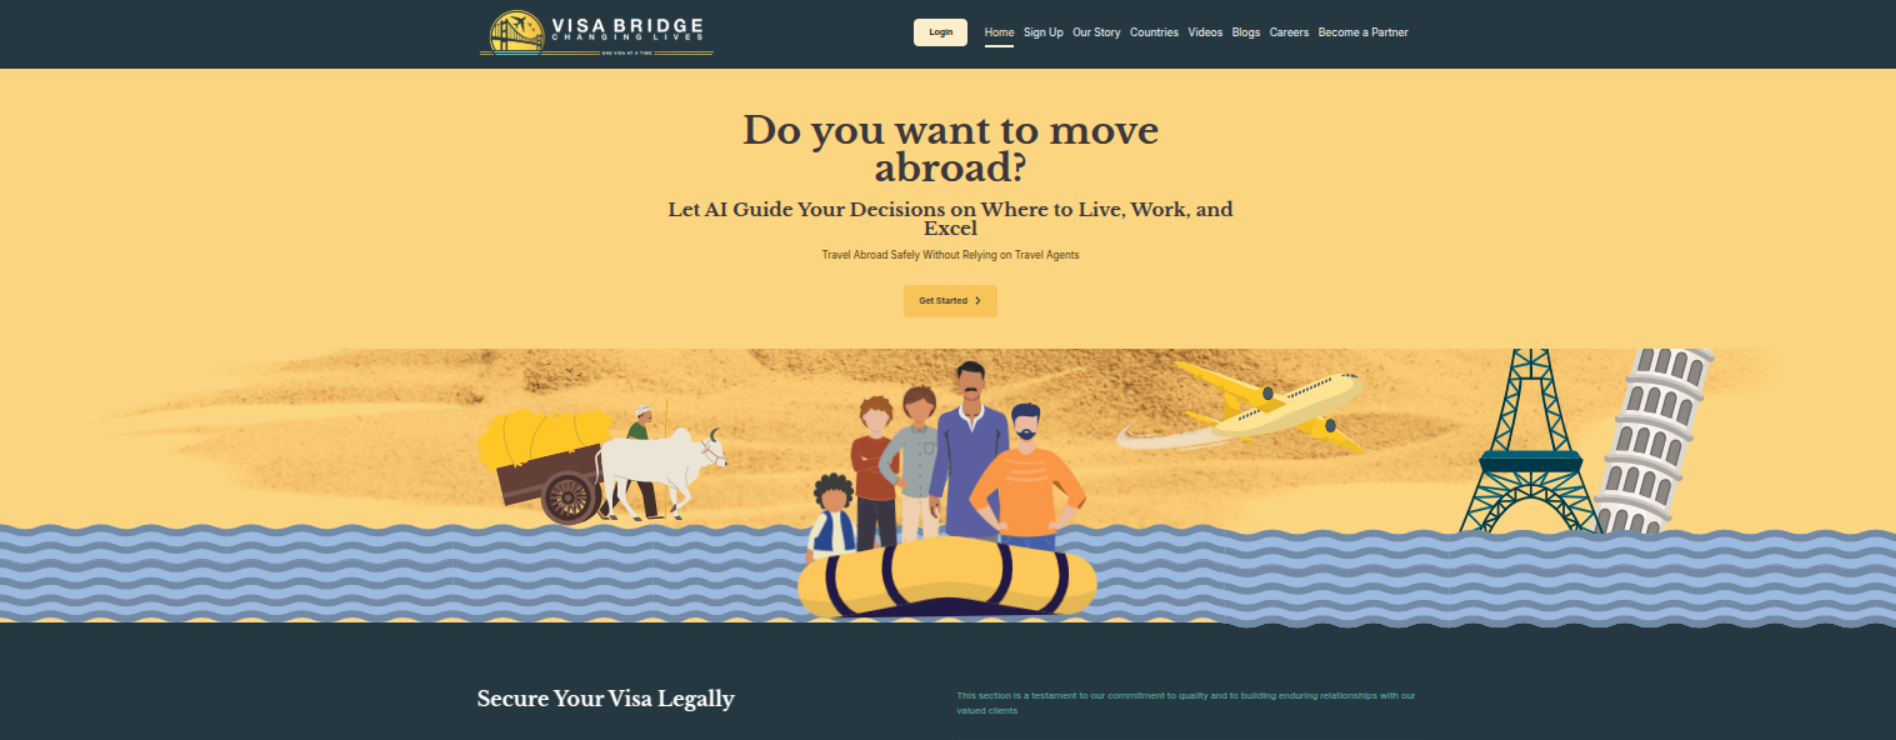 VISA BRIDGE
CHANGING LIVES
ONE VISA AT A TIME
Login
Home
Sign Up
Our Story
Countries
Videos
Blogs
Careers
Become a Partner
Do you want to move
abroad?
Let AI Guide Your Decisions on Where to Live, Work, and
Excel
Travel Abroad Safely Without Relying on Travel Agents
Get Started
Secure Your Visa Legally
This section is a testament to our commitment to quality and to building enduring relationships with our
valued clients